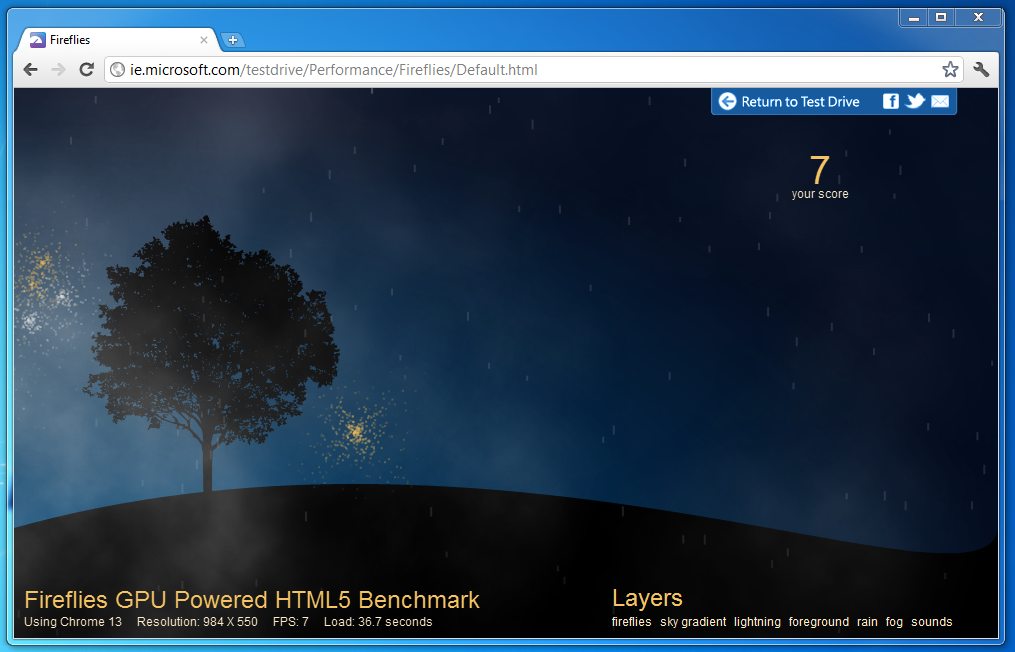 Fireflies
ie.microsoft.com/testdrive/Performance/Fireflies/Default.html
Return to Test Drive
7
your score
Fireflies GPU Powered HTML5 Benchmark
Using Chrome 13 Resolution: 984 X 550 FPS: 7 Load: 36.7 seconds
Layers
fireflies sky gradient lightning foreground rain fog sounds